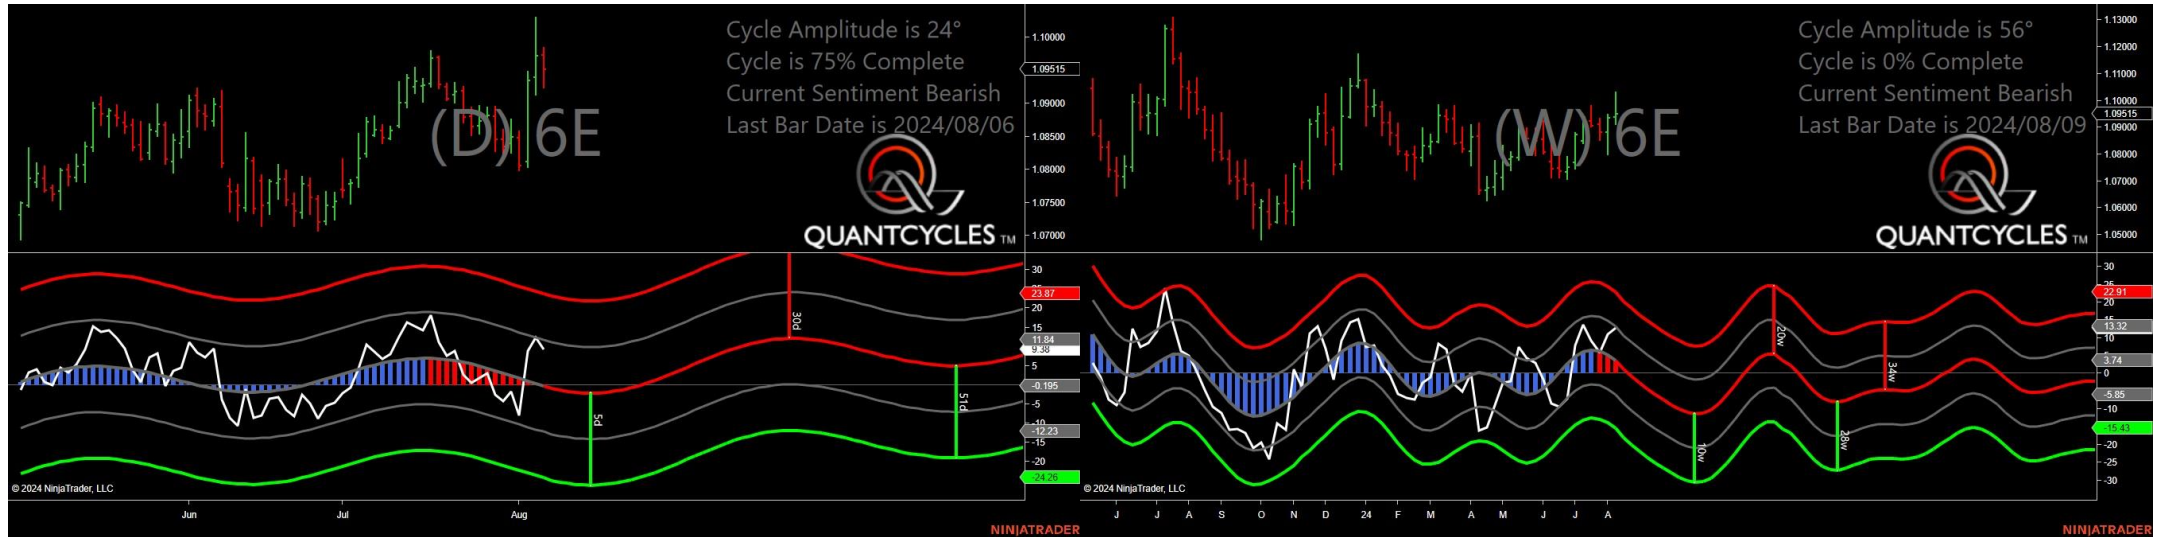 Cycle Amplitude is 24°
Cycle is 75% Complete
Current Sentiment Bearish
Last Bar Date is 2024/08/06
(D) 6E
QUANTCYCLES TM
1.10000
1.09515
1.09000
1.08500
1.08000
1.07500
1.07000
30
23.87
20
15
11.84
9.38
5
-0.195
-5
-12.23
-15
-20
-24.26
30d
5d
51d
© 2024 NinjaTrader, LLC
Jun Jul Aug
NINJATRADER
Cycle Amplitude is 56°
Cycle is 0% Complete
Current Sentiment Bearish
Last Bar Date is 2024/08/09
(W) 6E
QUANTCYCLES TM
1.13000
1.12000
1.11000
1.10000
1.09515
1.09000
1.08000
1.07000
1.06000
1.05000
30
25
22.91
20
15
13.32
10
3.74
0
-5.85
-10
-15.43
-20
-25
-30
20w
34w
10w
28w
© 2024 NinjaTrader, LLC
J J A S O N D 24 F M A M J J A
NINJATRADER